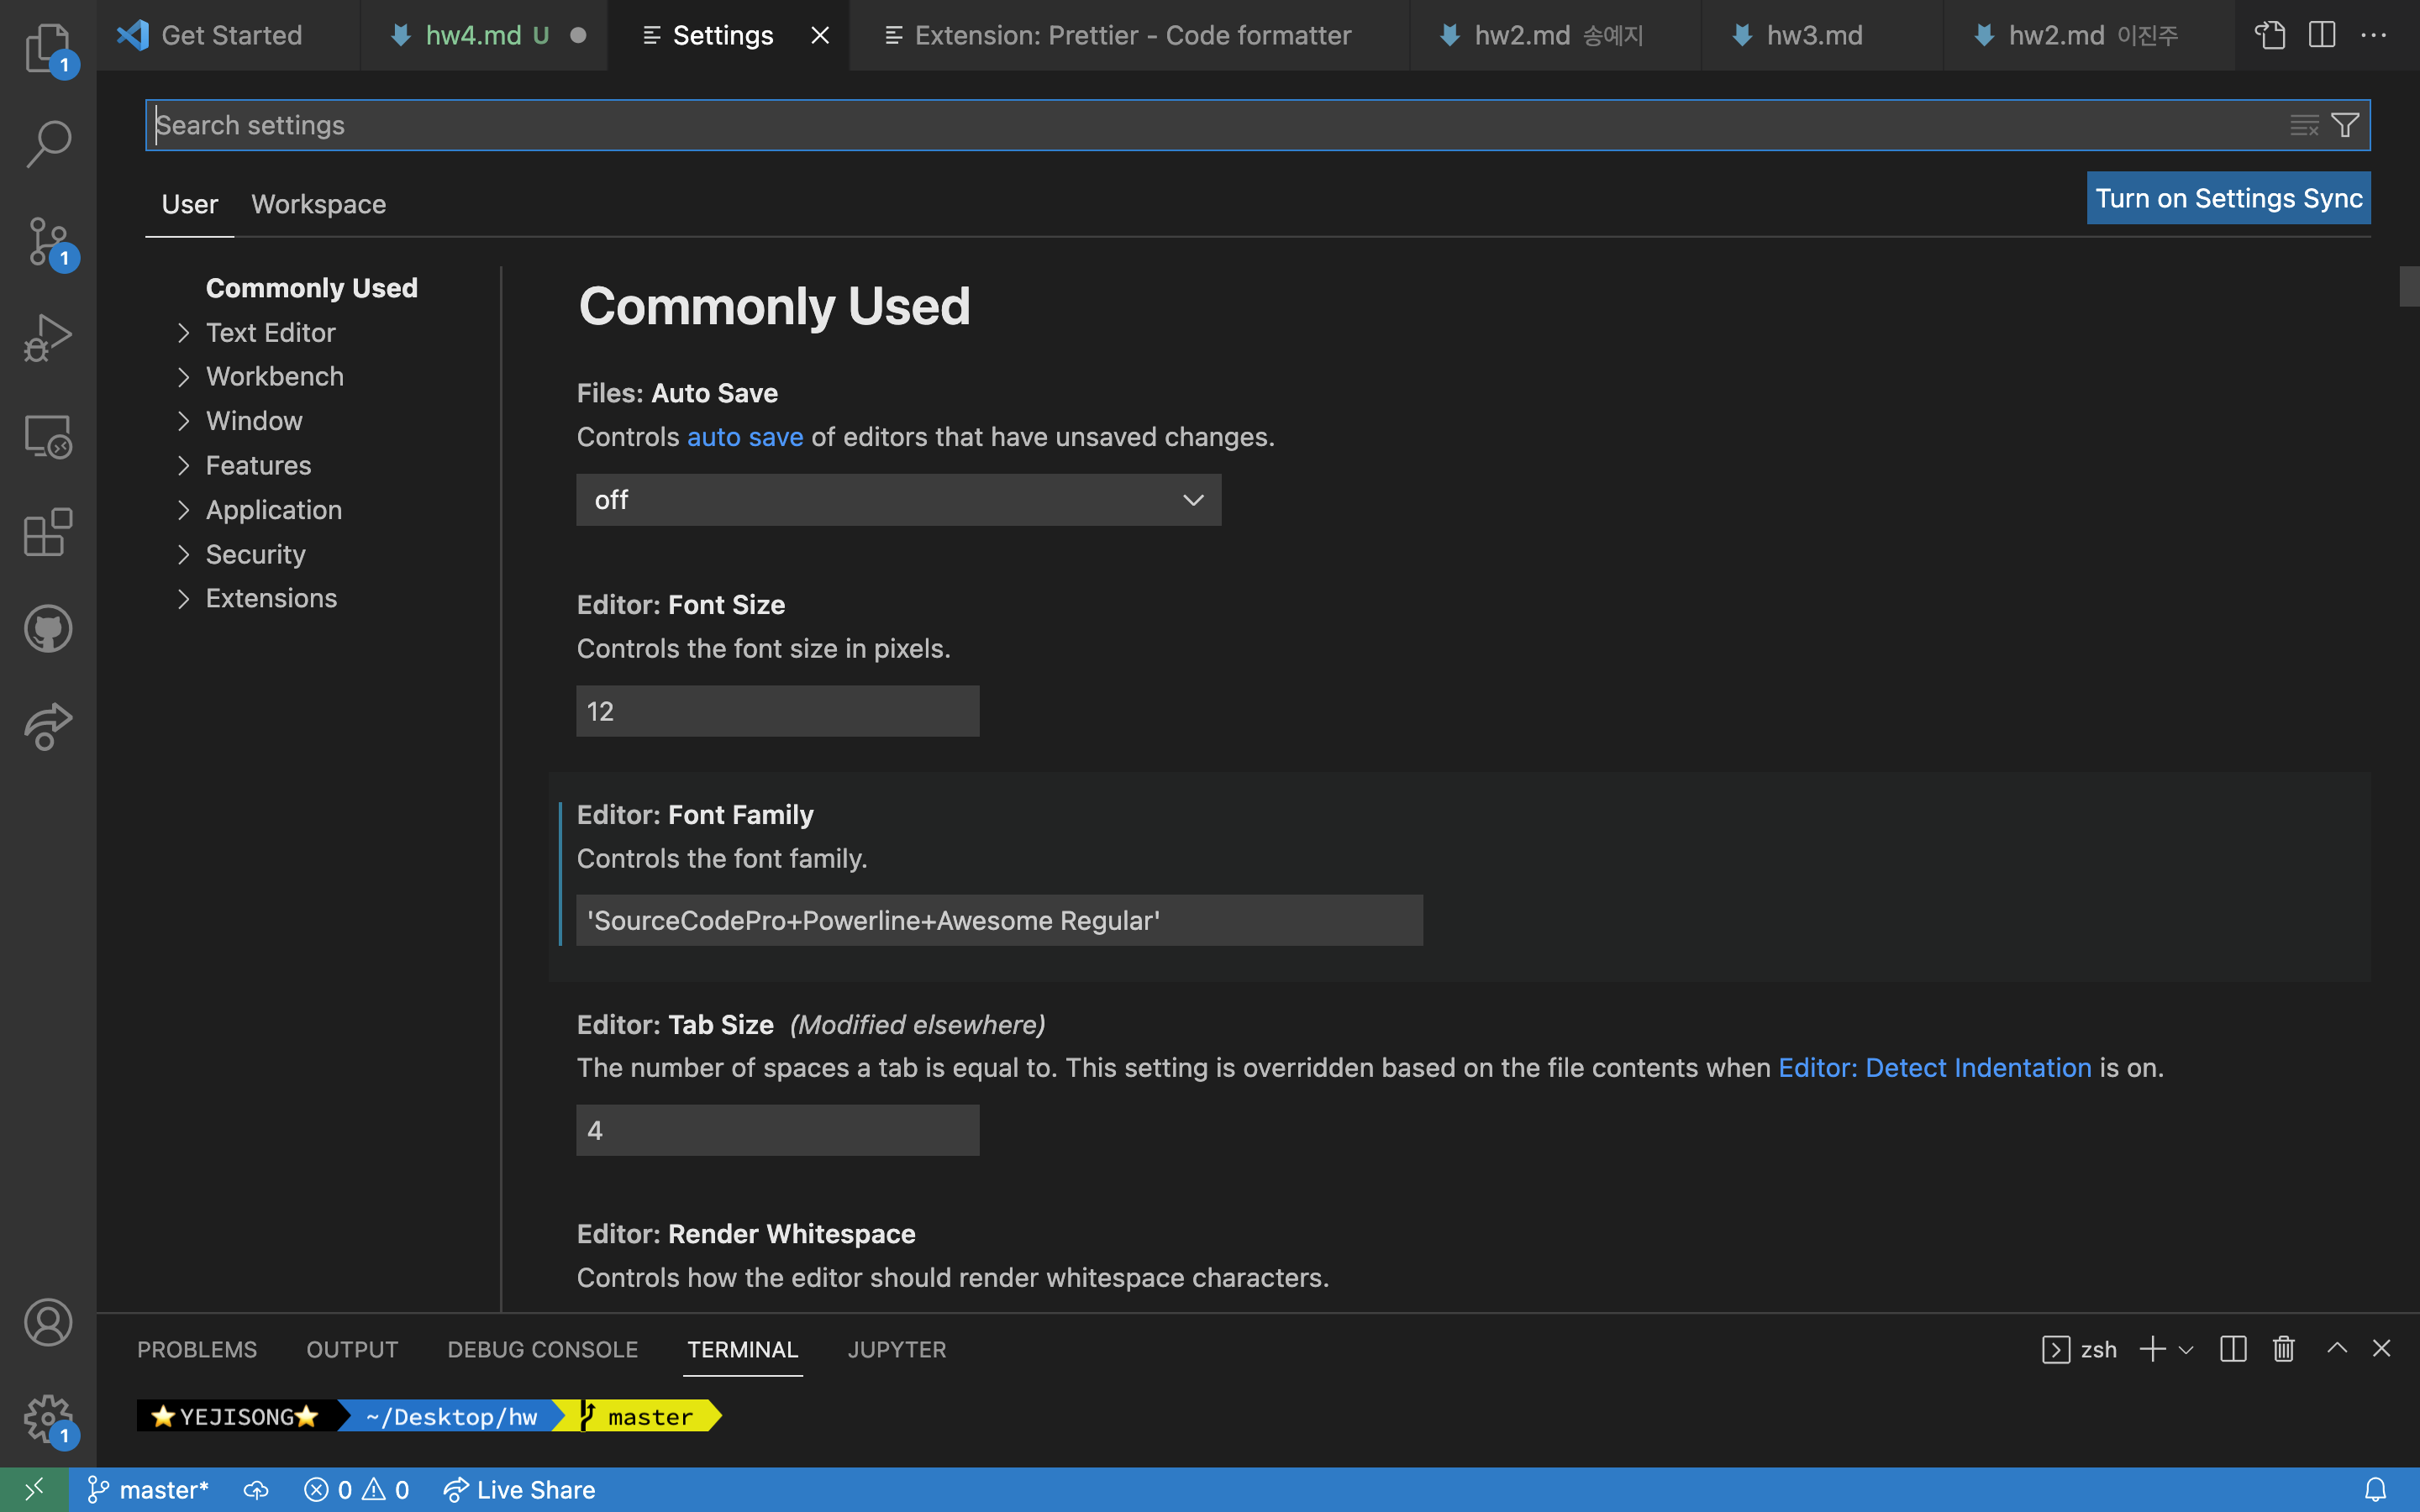 Get Started
hw4.md U
Settings
Extension: Prettier - Code formatter
hw2.md 송예지
hw3.md
hw2.md 이진주
1
Search settings
User
Workspace
Turn on Settings Sync
1
Commonly Used
Text Editor
Workbench
Window
Features
Application
Security
Extensions
Commonly Used
Files: Auto Save
Controls auto save of editors that have unsaved changes.
off
Editor: Font Size
Controls the font size in pixels.
12
Editor: Font Family
Controls the font family.
'SourceCodePro+Powerline+Awesome Regular'
Editor: Tab Size (Modified elsewhere)
The number of spaces a tab is equal to. This setting is overridden based on the file contents when Editor: Detect Indentation is on.
4
Editor: Render Whitespace
Controls how the editor should render whitespace characters.
PROBLEMS
OUTPUT
DEBUG CONSOLE
TERMINAL
JUPYTER
zsh
⭐YEJISONG⭐ ~/Desktop/hw master
1
master*
0 0
Live Share